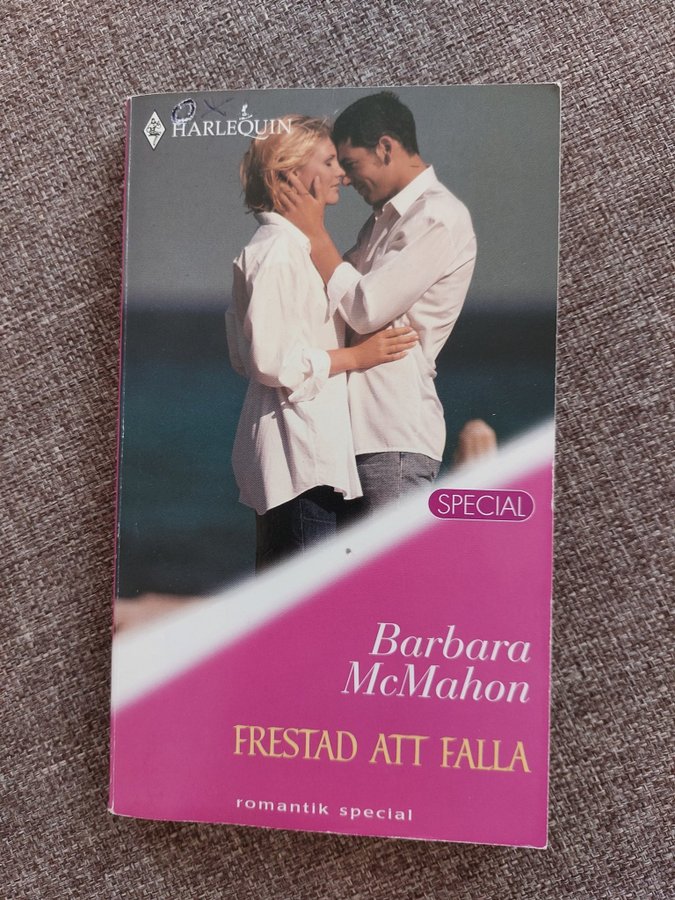 HARLEQUIN
SPECIAL
Barbara
McMahon
FRESTAD ATT FALLA
romantik special